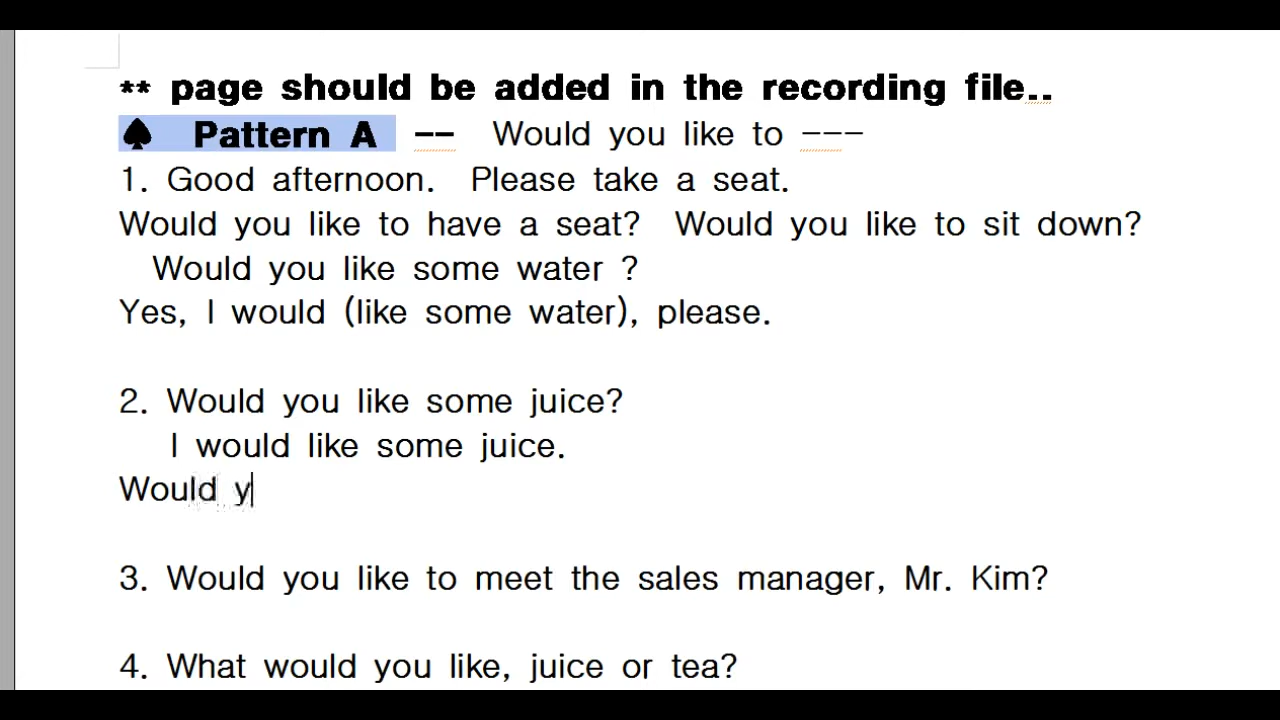 ** page should be added in the recording file..
♠ Pattern A -- Would you like to ---
1. Good afternoon. Please take a seat.
Would you like to have a seat? Would you like to sit down?
Would you like some water ?
Yes, I would (like some water), please.
2. Would you like some juice?
I would like some juice.
Would y
3. Would you like to meet the sales manager, Mr. Kim?
4. What would you like, juice or tea?